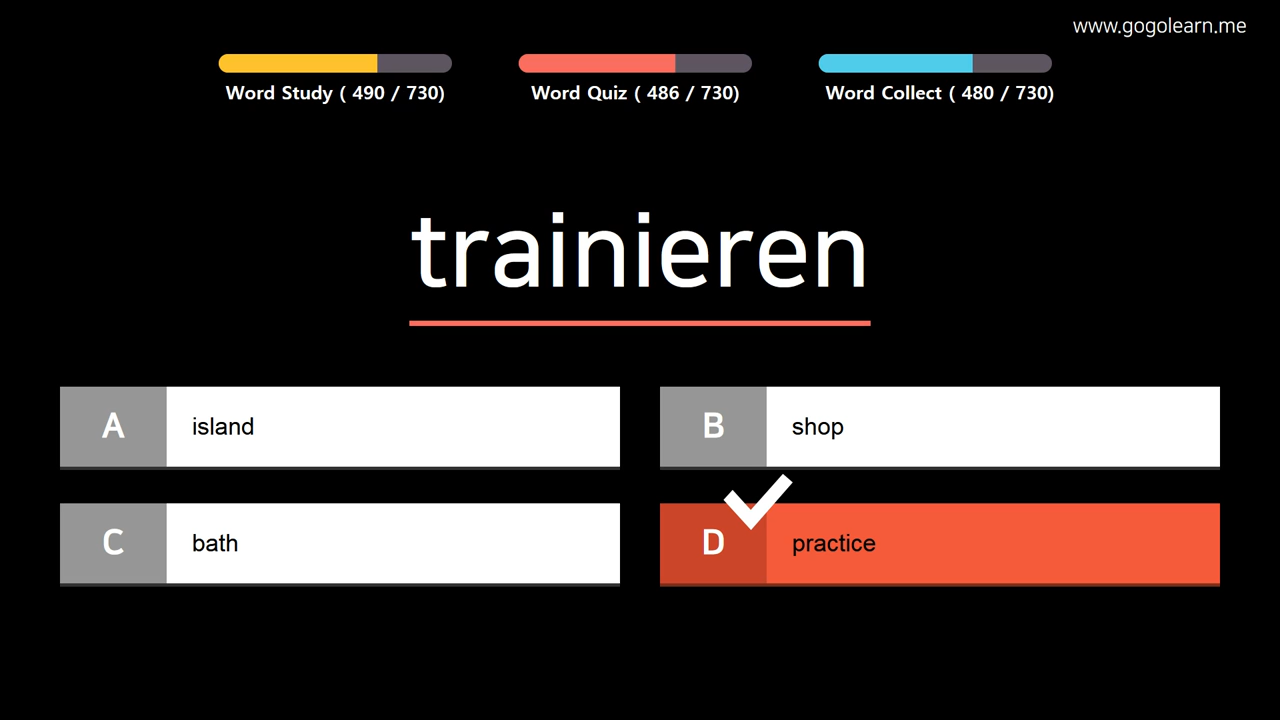 www.gogolearn.me
Word Study ( 490 / 730)
Word Quiz ( 486 / 730)
Word Collect ( 480 / 730)
trainieren
A island
B shop
C bath
D practice